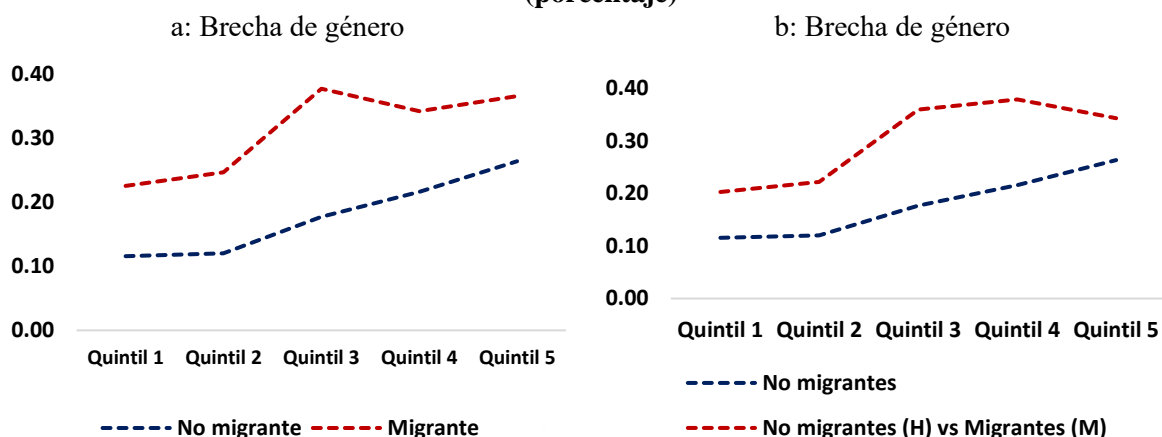 (porcentaje)
a: Brecha de género
0.40
0.30
0.20
0.10
0.00
Quintil 1 Quintil 2 Quintil 3 Quintil 4 Quintil 5
No migrante Migrante
b: Brecha de género
0.40
0.30
0.20
0.10
0.00
Quintil 1 Quintil 2 Quintil 3 Quintil 4 Quintil 5
No migrantes
No migrantes (H) vs Migrantes (M)